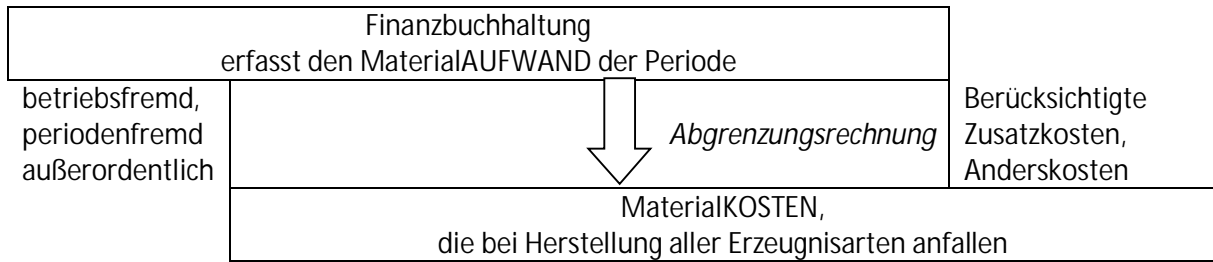 Finanzbuchhaltung
erfasst den MaterialAUFWAND der Periode
betriebsfremd,
periodenfremd
außerordentlich
Abgrenzungsrechnung
Berücksichtigte
Zusatzkosten,
Anderskosten
MaterialKOSTEN,
die bei Herstellung aller Erzeugnisarten anfallen